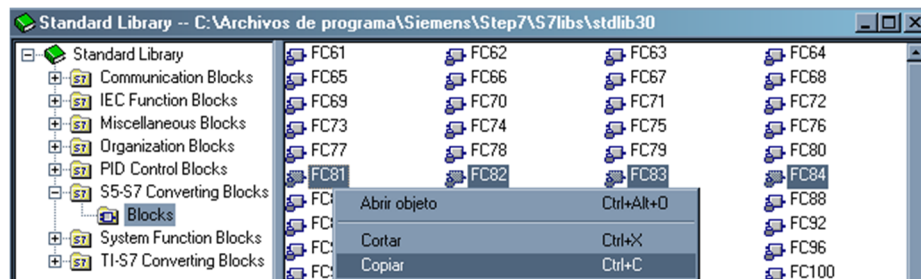 Standard Library -- C:\Archivos de programa\Siemens\Step7\S7libs\stdlib30
Standard Library
Communication Blocks
IEC Function Blocks
Miscellaneous Blocks
Organization Blocks
PID Control Blocks
S5-S7 Converting Blocks
Blocks
System Function Blocks
TI-S7 Converting Blocks
FC61 FC62 FC63 FC64
FC65 FC66 FC67 FC68
FC69 FC70 FC71 FC72
FC73 FC74 FC75 FC76
FC77 FC78 FC79 FC80
FC81 FC82 FC83 FC84
FC88
FC92
FC96
FC100
Abrir objeto Ctrl+Alt+O
Cortar Ctrl+X
Copiar Ctrl+C